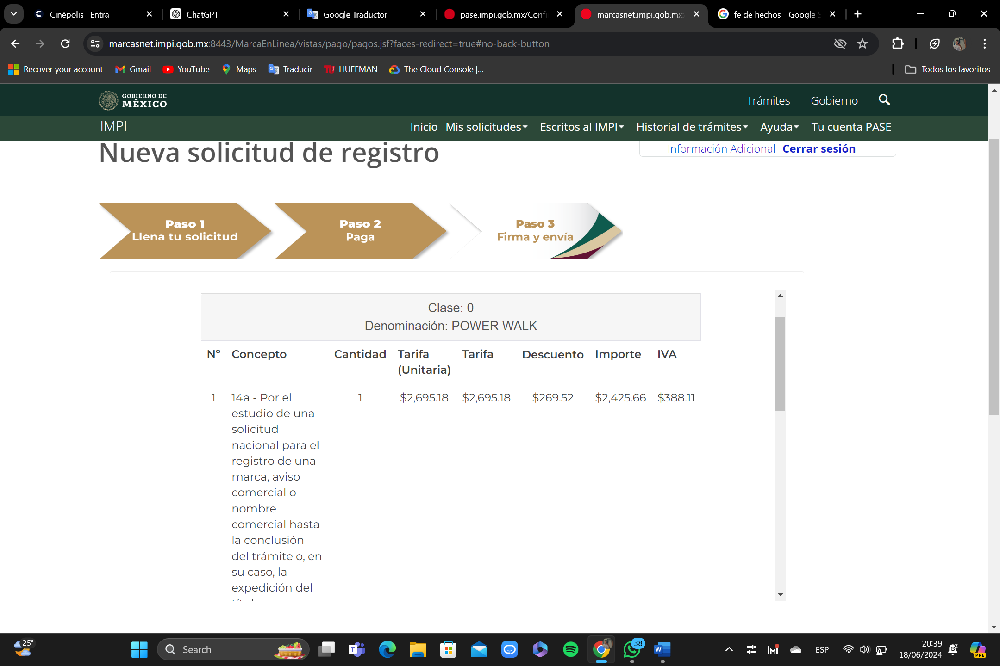 Cinépolis | Entra
ChatGPT
Google Traductor
pase.impi.gob.mx/Confi
marcasnet.impi.gob.mx:
fe de hechos - Google S
marcasnet.impi.gob.mx:8443/MarcaEnLinea/vistas/pago/pagos.jsf?faces-redirect=true#no-back-button
Recover your account
Gmail
YouTube
Maps
Traducir
HUFFMAN
The Cloud Console |...
Todos los favoritos
GOBIERNO DE
MÉXICO
Trámites
Gobierno
IMPI
Inicio
Mis solicitudes
Escritos al IMPI
Historial de trámites
Ayuda
Tu cuenta PASE
Nueva solicitud de registro
Información Adicional
Cerrar sesión
Paso 1
Llena tu solicitud
Paso 2
Paga
Paso 3
Firma y envía
Clase: 0
Denominación: POWER WALK
N° Concepto Cantidad Tarifa (Unitaria) Tarifa Descuento Importe IVA
1 14a - Por el 1 $2,695.18 $2,695.18 $269.52 $2,425.66 $388.11
estudio de una
solicitud
nacional para el
registro de una
marca, aviso
comercial o
nombre
comercial hasta
la conclusión
del trámite o, en
su caso, la
expedición del
25°
Search
38
ESP
20:39
18/06/2024
PRE